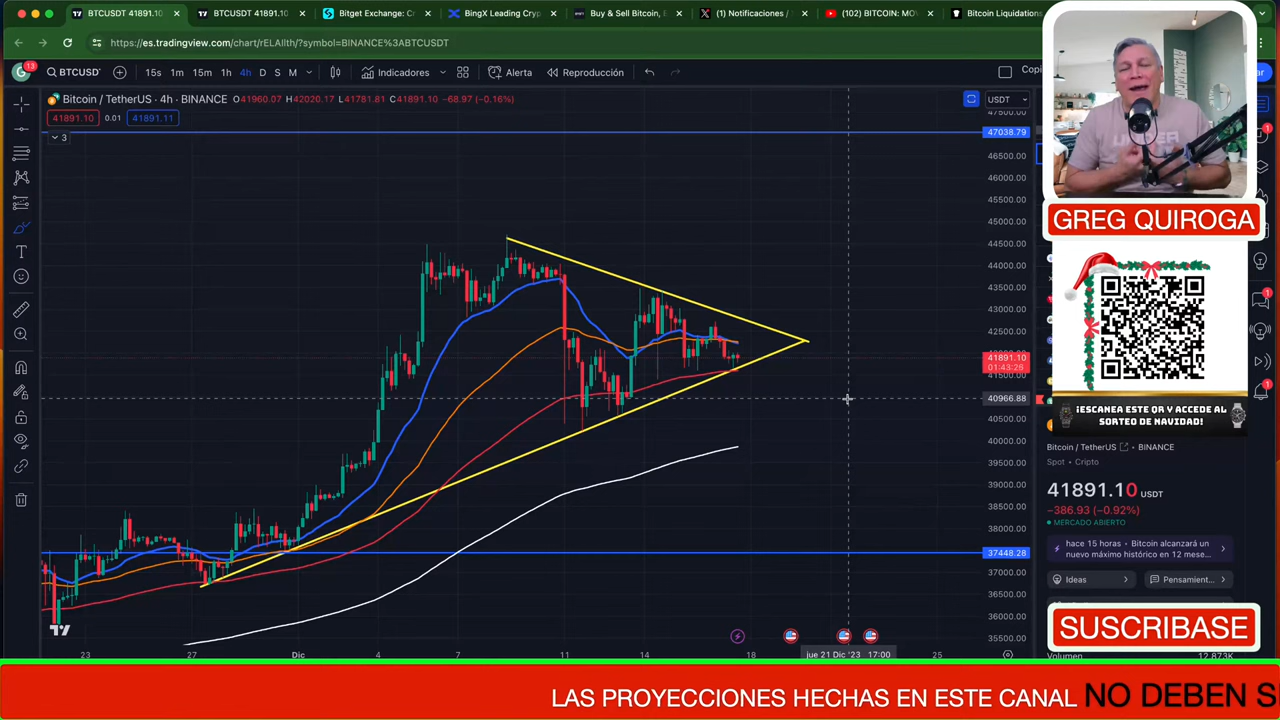 BTCUSDT 41891.10
BTCUSDT 41891.10
Bitget Exchange: Cr
BingX Leading Cryp
Buy & Sell Bitcoin, E
(1) Notificaciones / X
(102) BITCOIN: MOV
Bitcoin Liquidations
https://es.tradingview.com/chart/rELAIlth/?symbol=BINANCE%3ABTCUSDT
13
BTCUSD
15s 1m 15m 1h 4h D S M
Indicadores
Alerta
Reproducción
Copi
Bitcoin / TetherUS · 4h · BINANCE O41960.07 H42020.17 L41781.81 C41891.10 −68.97 (−0.16%)
USDT
41891.10 0.01 41891.11
3
47500.00
47038.79
46500.00
46000.00
45500.00
45000.00
44500.00
44000.00
43500.00
43000.00
42500.00
41891.10
01:43:25
41500.00
40966.88
40500.00
40000.00
39500.00
39000.00
38500.00
38000.00
37448.28
37000.00
36500.00
36000.00
35500.00
23 27 Dic 4 7 11 14 18 jue 21 Dic '23 17:00 25
GREG QUIROGA
¡ESCANEA ESTE QR Y ACCEDE AL
SORTEO DE NAVIDAD!
Bitcoin / TetherUS BINANCE
Spot • Cripto
41891.10 USDT
−386.93 (−0.92%)
MERCADO ABIERTO
hace 15 horas • Bitcoin alcanzará un
nuevo máximo histórico en 12 mese...
Ideas
Pensamient...
SUSCRIBASE
Volumen 12.873K
LAS PROYECCIONES HECHAS EN ESTE CANAL NO DEBEN S